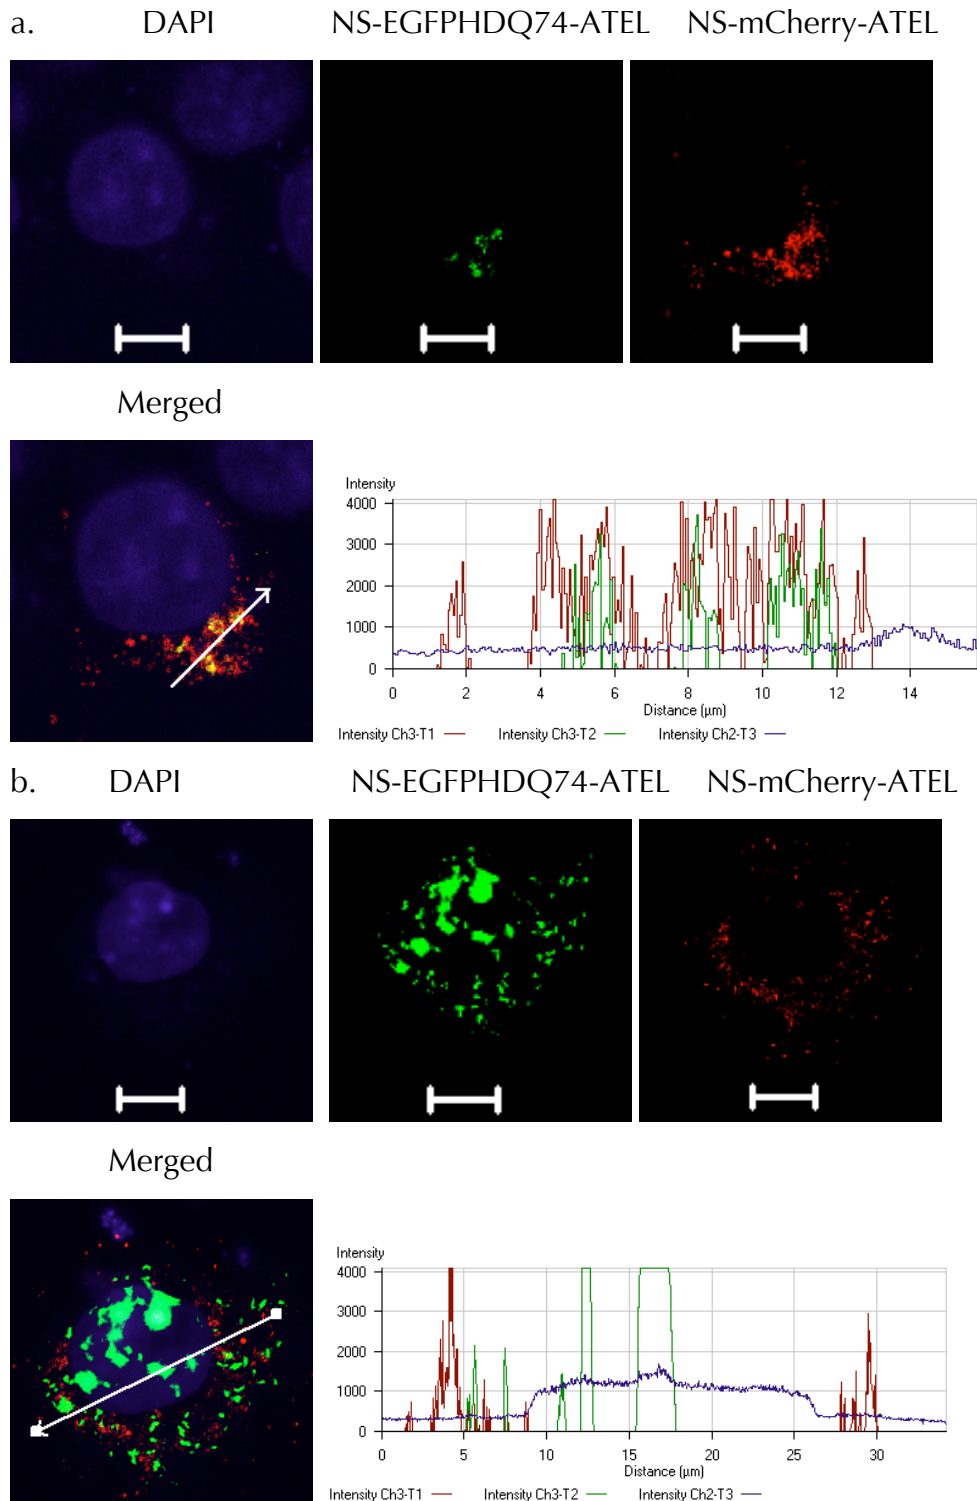 a. DAPI NS-EGFPHDQ74-ATEL NS-mCherry-ATEL
Merged
Intensity
4000
3000
2000
1000
0
0 2 4 6 8 10 12 14
Distance (µm)
Intensity Ch3-T1 Intensity Ch3-T2 Intensity Ch2-T3
b. DAPI NS-EGFPHDQ74-ATEL NS-mCherry-ATEL
Merged
Intensity
4000
3000
2000
1000
0
0 5 10 15 20 25 30
Distance (µm)
Intensity Ch3-T1 Intensity Ch3-T2 Intensity Ch2-T3